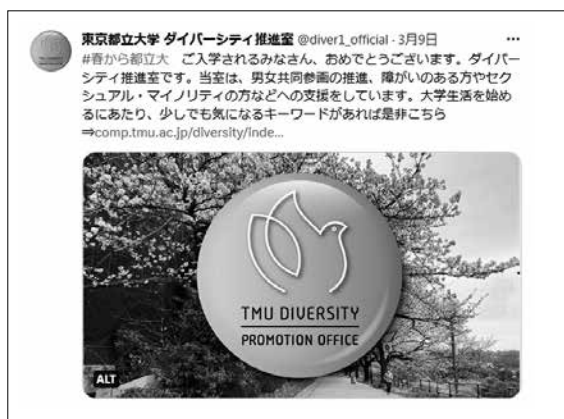 東京都立大学 ダイバーシティ推進室 @diver1_official · 3月9日 ···
#春から都立大　ご入学されるみなさん、おめでとうございます。ダイバー
シティ推進室です。当室は、男女共同参画の推進、障がいのある方やセク
シュアル・マイノリティの方などへの支援をしています。大学生活を始め
るにあたり、少しでも気になるキーワードがあれば是非こちら
⇒comp.tmu.ac.jp/diversity/inde...
TMU DIVERSITY
PROMOTION OFFICE
ALT